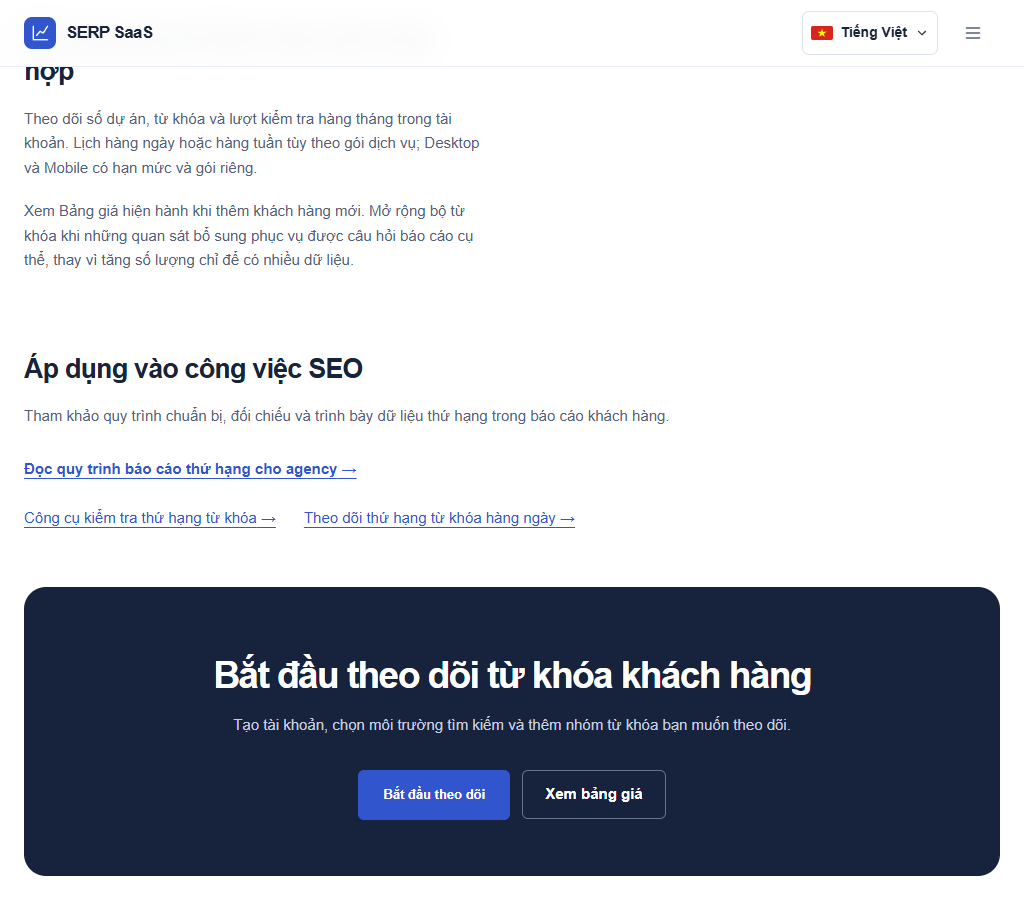 SERP SaaS
Tiếng Việt
hợp
Theo dõi số dự án, từ khóa và lượt kiểm tra hàng tháng trong tài
khoản. Lịch hàng ngày hoặc hàng tuần tùy theo gói dịch vụ; Desktop
và Mobile có hạn mức và gói riêng.
Xem Bảng giá hiện hành khi thêm khách hàng mới. Mở rộng bộ từ
khóa khi những quan sát bổ sung phục vụ được câu hỏi báo cáo cụ
thể, thay vì tăng số lượng chỉ để có nhiều dữ liệu.
Áp dụng vào công việc SEO
Tham khảo quy trình chuẩn bị, đối chiếu và trình bày dữ liệu thứ hạng trong báo cáo khách hàng.
Đọc quy trình báo cáo thứ hạng cho agency →
Công cụ kiểm tra thứ hạng từ khóa → Theo dõi thứ hạng từ khóa hàng ngày →
Bắt đầu theo dõi từ khóa khách hàng
Tạo tài khoản, chọn môi trường tìm kiếm và thêm nhóm từ khóa bạn muốn theo dõi.
Bắt đầu theo dõi Xem bảng giá